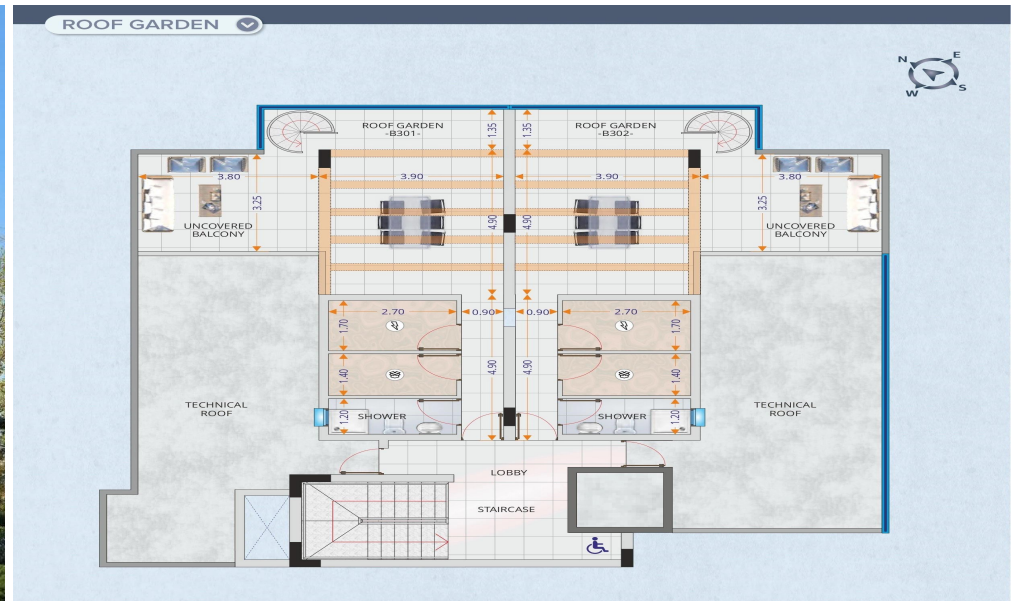 ROOF GARDEN
N
E
W
S
ROOF GARDEN
-B301-
1.35
1.35
ROOF GARDEN
-B302-
3.80
3.90
3.90
3.80
3.25
4.90
4.90
3.25
UNCOVERED
BALCONY
UNCOVERED
BALCONY
2.70
0.90
0.90
2.70
1.70
1.70
1.40
4.90
4.90
1.40
TECHNICAL
ROOF
1.20
SHOWER
SHOWER
1.20
TECHNICAL
ROOF
LOBBY
STAIRCASE